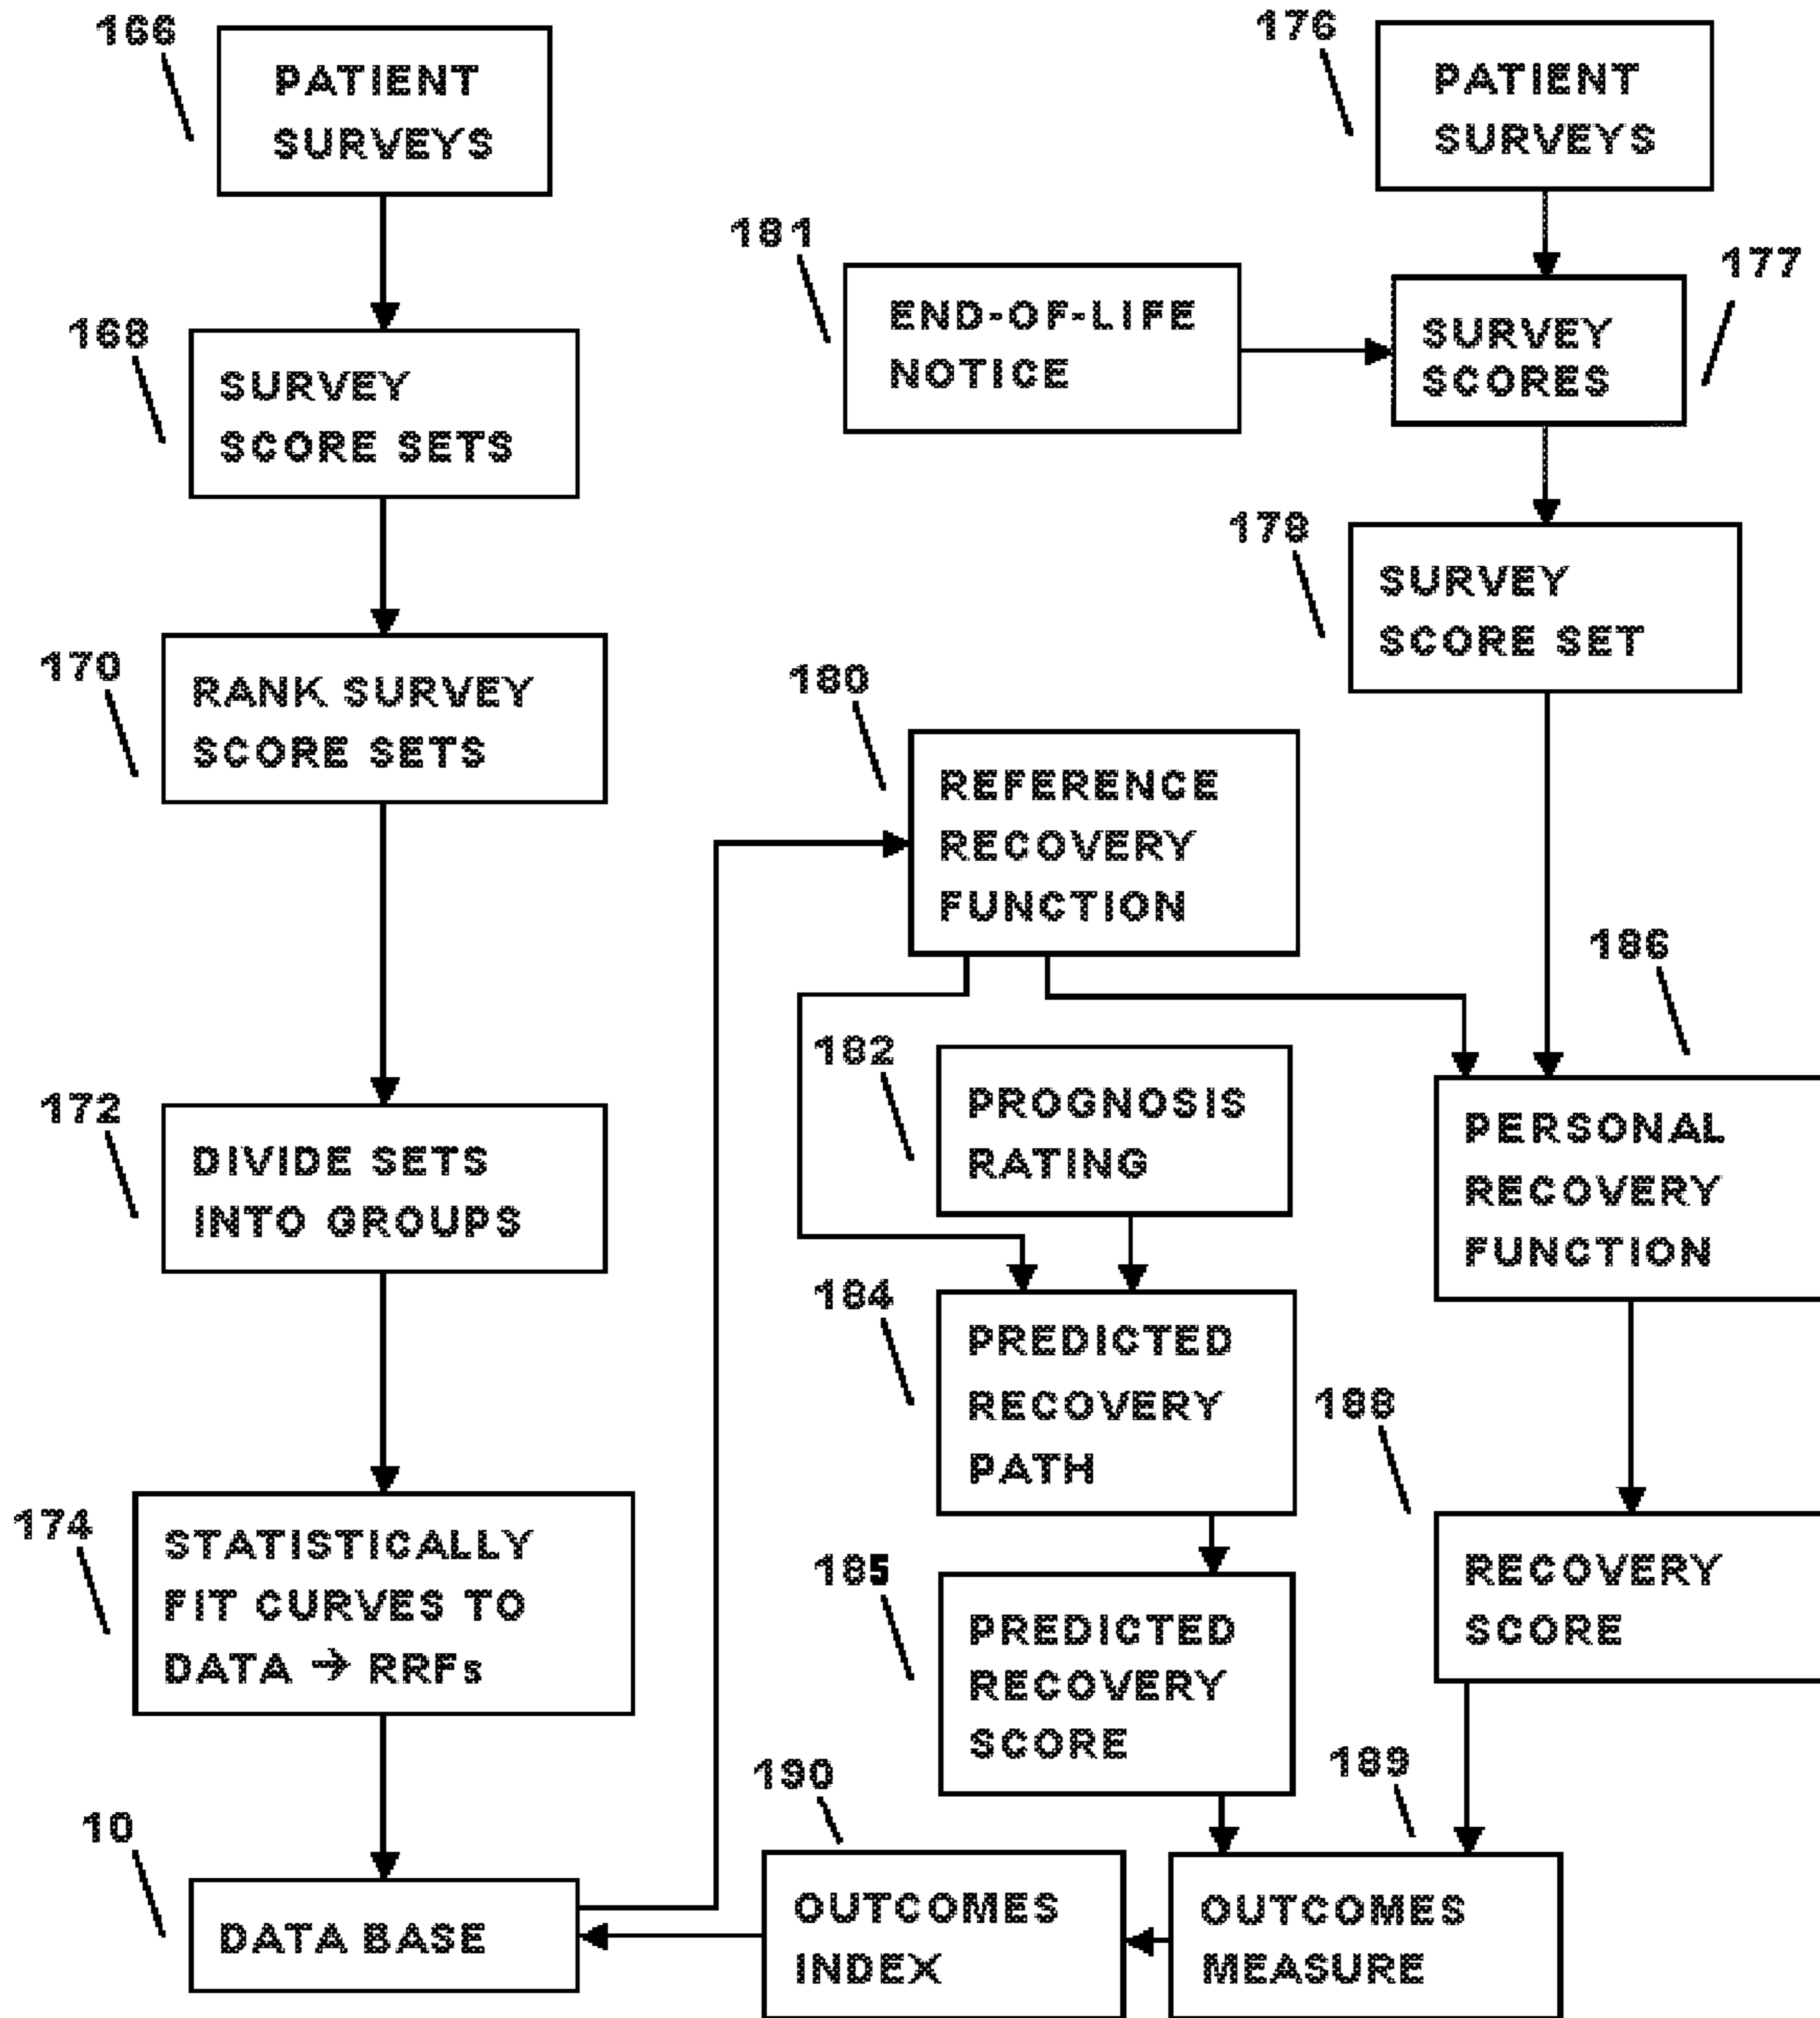 166
PATIENT
SURVEYS
168
SURVEY
SCORE SETS
170
RANK SURVEY
SCORE SETS
172
DIVIDE SETS
INTO GROUPS
174
STATISTICALLY
FIT CURVES TO
DATA → RRFs
10
DATA BASE
176
PATIENT
SURVEYS
181
END-OF-LIFE
NOTICE
177
SURVEY
SCORES
178
SURVEY
SCORE SET
180
REFERENCE
RECOVERY
FUNCTION
182
PROGNOSIS
RATING
184
PREDICTED
RECOVERY
PATH
185
PREDICTED
RECOVERY
SCORE
186
PERSONAL
RECOVERY
FUNCTION
188
RECOVERY
SCORE
189
OUTCOMES
MEASURE
190
OUTCOMES
INDEX